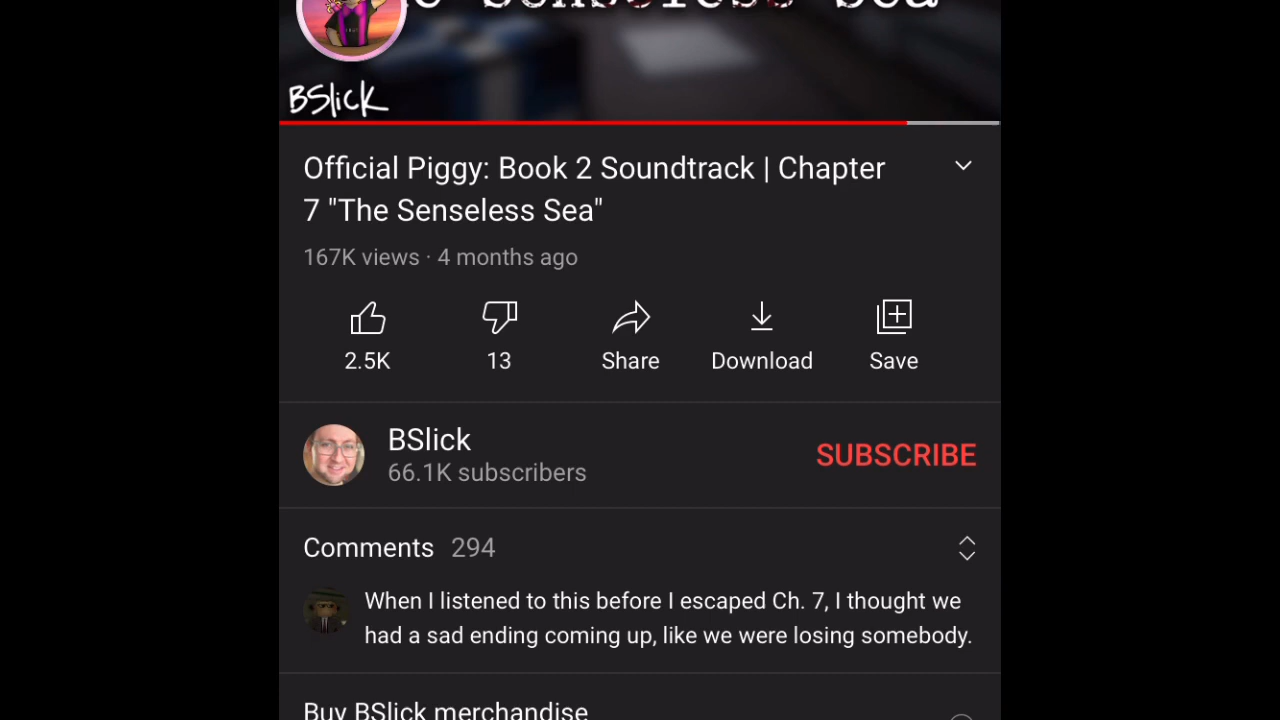 Senseless Sea
BSlick
Official Piggy: Book 2 Soundtrack | Chapter
7 "The Senseless Sea"
167K views · 4 months ago
2.5K
13
Share
Download
Save
BSlick
66.1K subscribers
SUBSCRIBE
Comments 294
When I listened to this before I escaped Ch. 7, I thought we
had a sad ending coming up, like we were losing somebody.
Buy BSlick merchandise